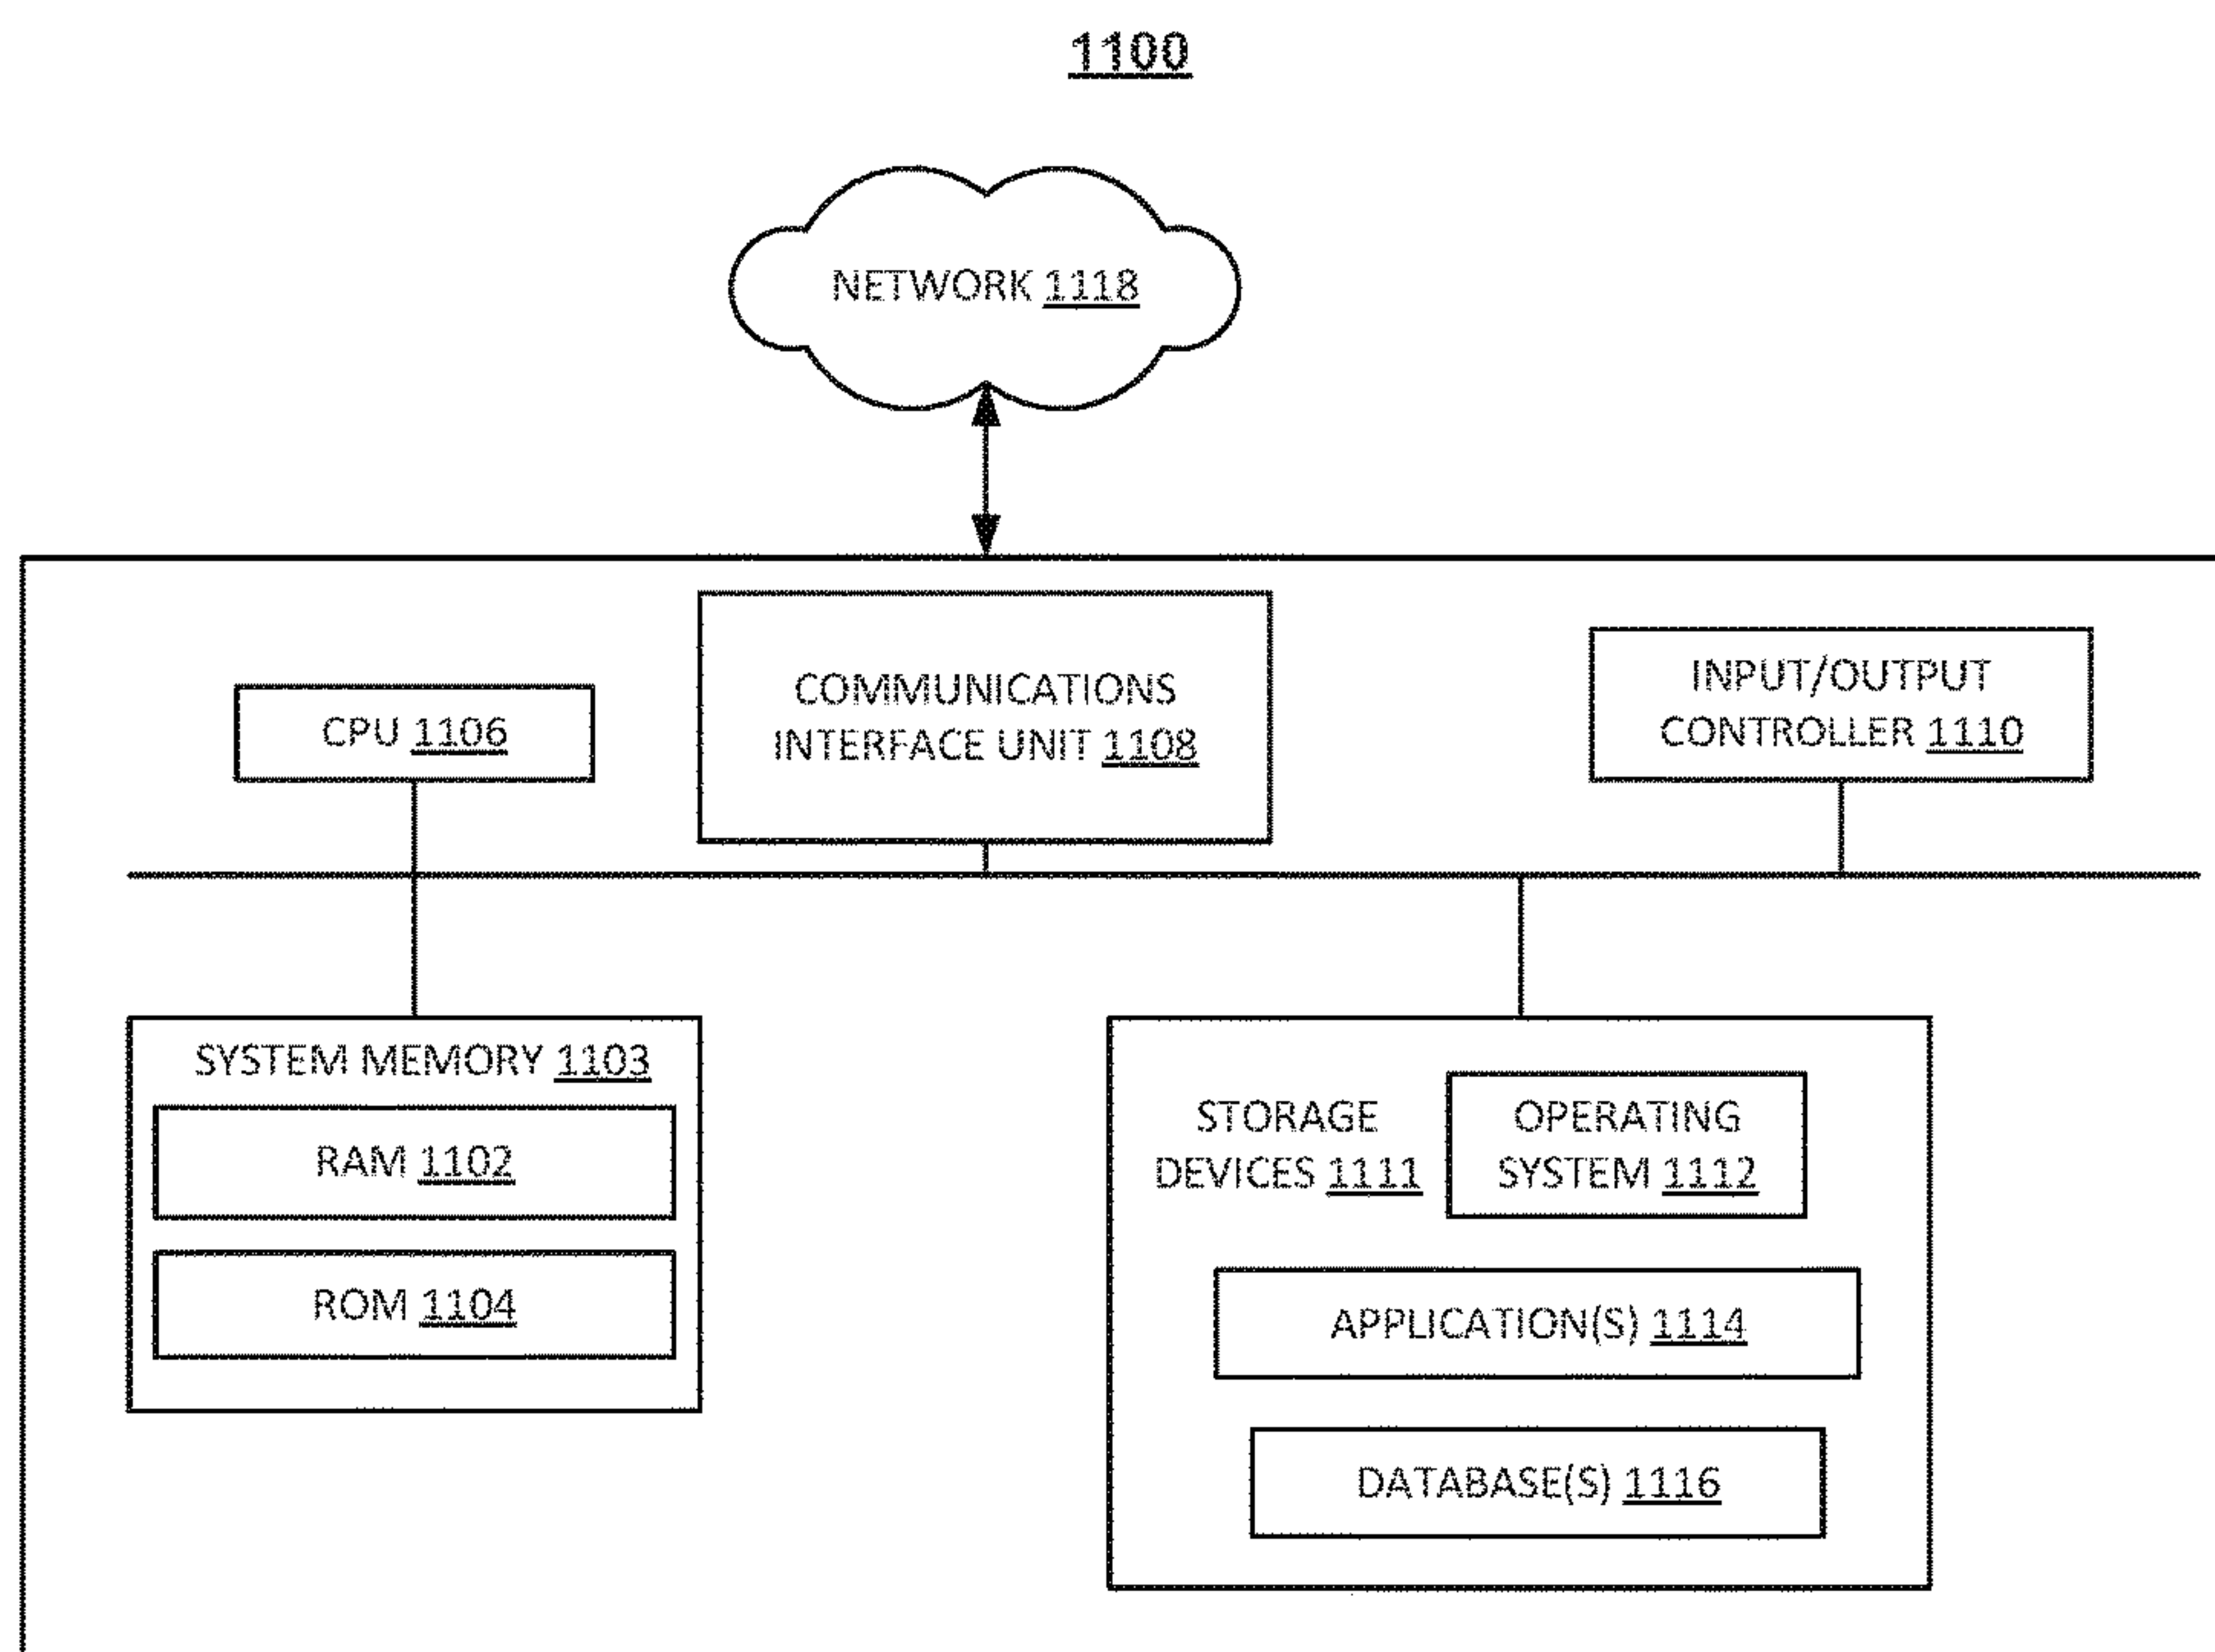 1100
NETWORK 1118
COMMUNICATIONS
INTERFACE UNIT 1108
INPUT/OUTPUT
CONTROLLER 1110
CPU 1106
SYSTEM MEMORY 1103
RAM 1102
ROM 1104
STORAGE
DEVICES 1111
OPERATING
SYSTEM 1112
APPLICATION(S) 1114
DATABASE(S) 1116